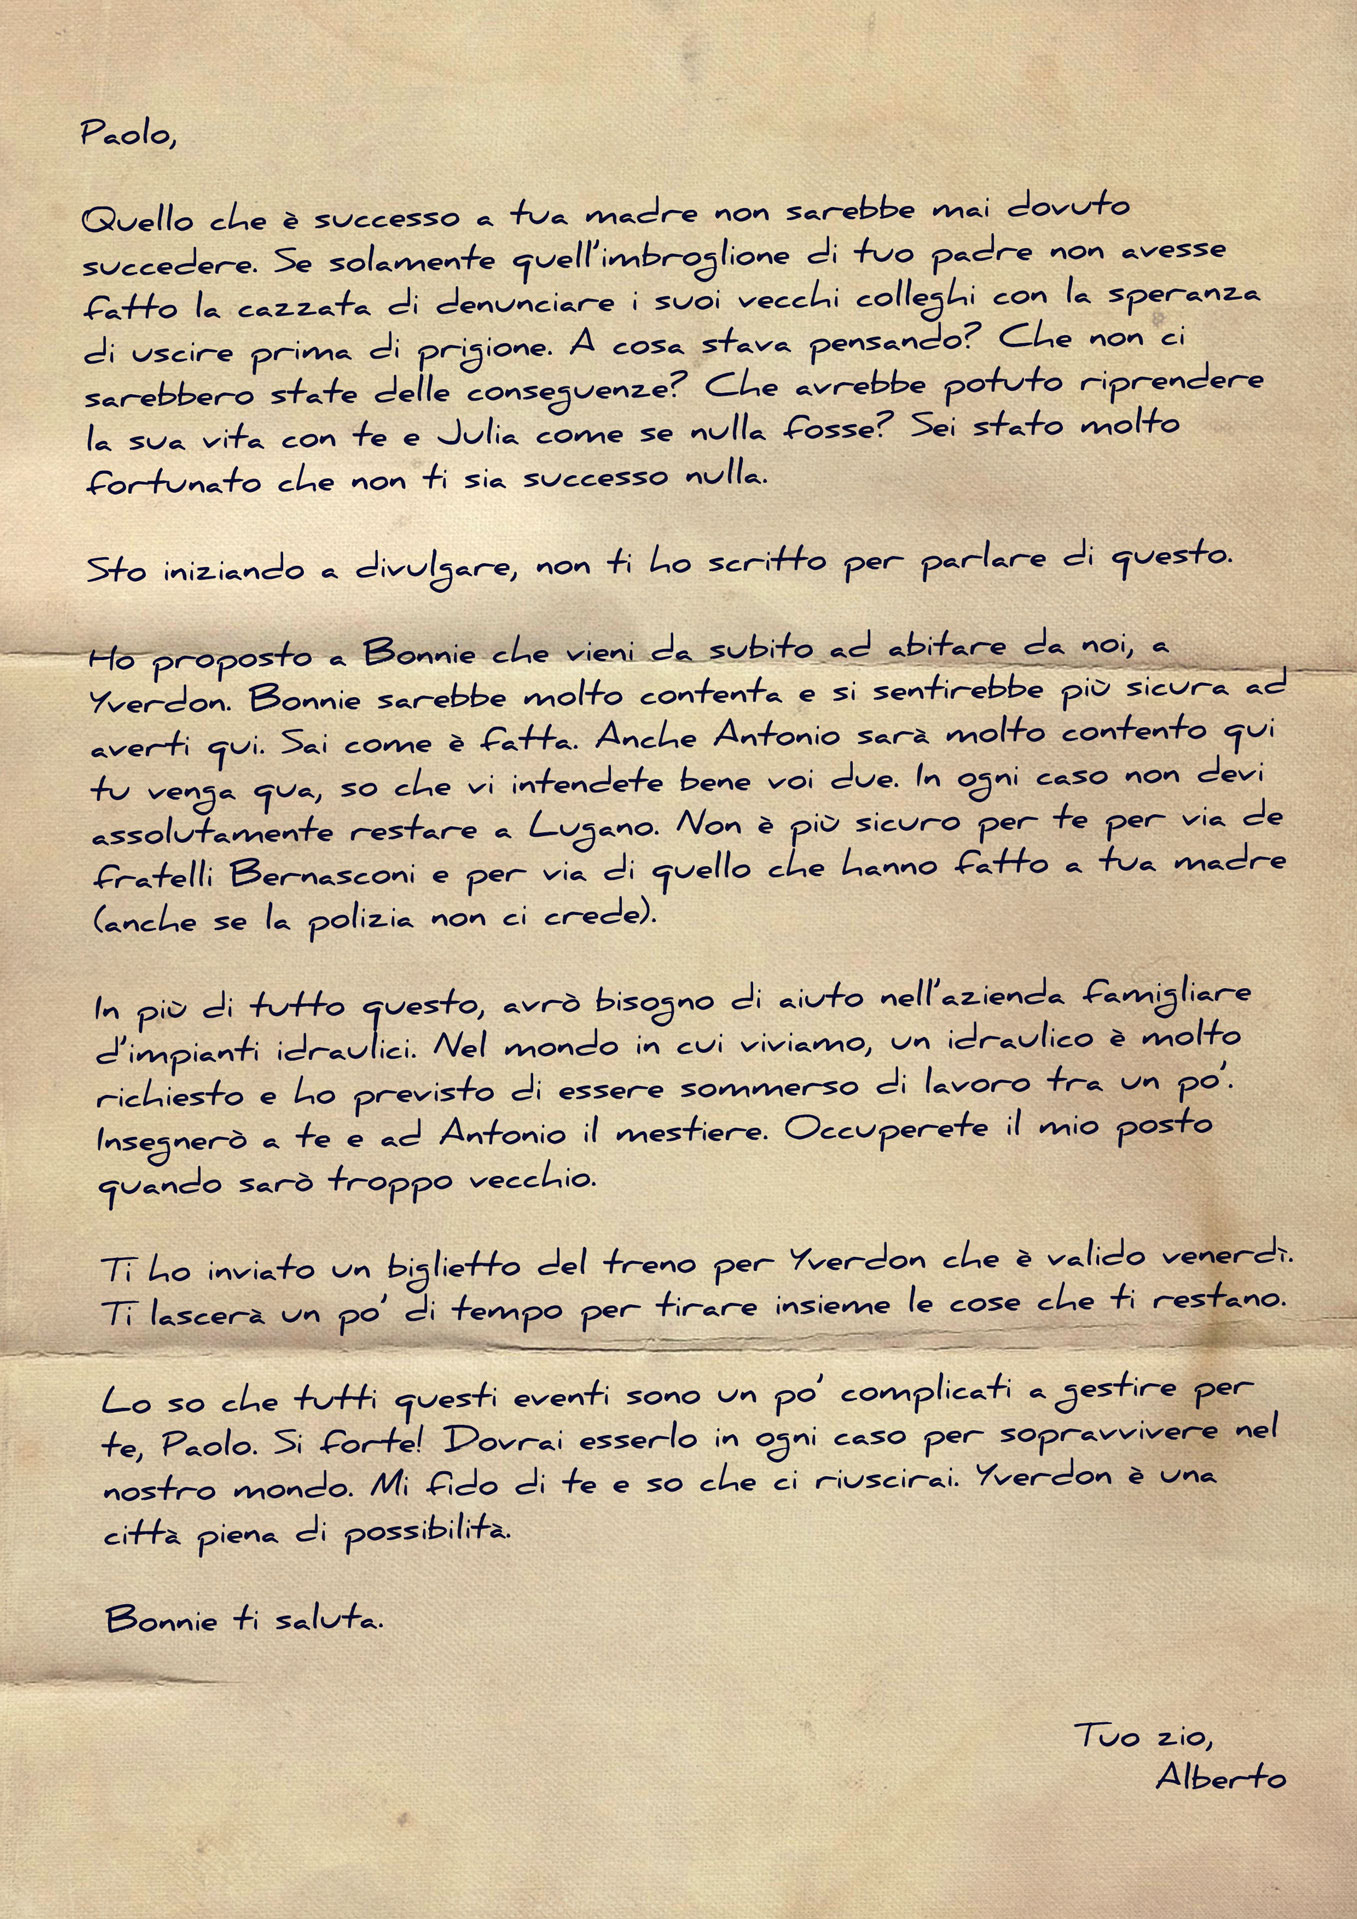 Paolo,
Quello che è successo a tua madre non sarebbe mai dovuto
succedere. Se solamente quell'imbroglione di tuo padre non avesse
fatto la cazzata di denunciare i suoi vecchi colleghi con la speranza
di uscire prima di prigione. A cosa stava pensando? Che non ci
sarebbero state delle conseguenze? Che avrebbe potuto riprendere
la sua vita con te e Julia come se nulla fosse? Sei stato molto
fortunato che non ti sia successo nulla.
Sto iniziando a divulgare, non ti ho scritto per parlare di questo.
Ho proposto a Bonnie che vieni da subito ad abitare da noi, a
Yverdon. Bonnie sarebbe molto contenta e si sentirebbe più sicura ad
averti qui. Sai come è fatta. Anche Antonio sarà molto contento qui
tu venga qua, so che vi intendete bene voi due. In ogni caso non devi
assolutamente restare a Lugano. Non è più sicuro per te per via de
fratelli Bernasconi e per via di quello che hanno fatto a tua madre
(anche se la polizia non ci crede).
In più di tutto questo, avrò bisogno di aiuto nell'azienda famigliare
d'impianti idraulici. Nel mondo in cui viviamo, un idraulico è molto
richiesto e ho previsto di essere sommerso di lavoro tra un po'.
Insegnerò a te e ad Antonio il mestiere. Occuperete il mio posto
quando sarò troppo vecchio.
Ti ho inviato un biglietto del treno per Yverdon che è valido venerdì.
Ti lascerà un po' di tempo per tirare insieme le cose che ti restano.
Lo so che tutti questi eventi sono un po' complicati a gestire per
te, Paolo. Si forte! Dovrai esserlo in ogni caso per sopravvivere nel
nostro mondo. Mi fido di te e so che ci riuscirai. Yverdon è una
città piena di possibilità.
Bonnie ti saluta.
Tuo zio,
Alberto